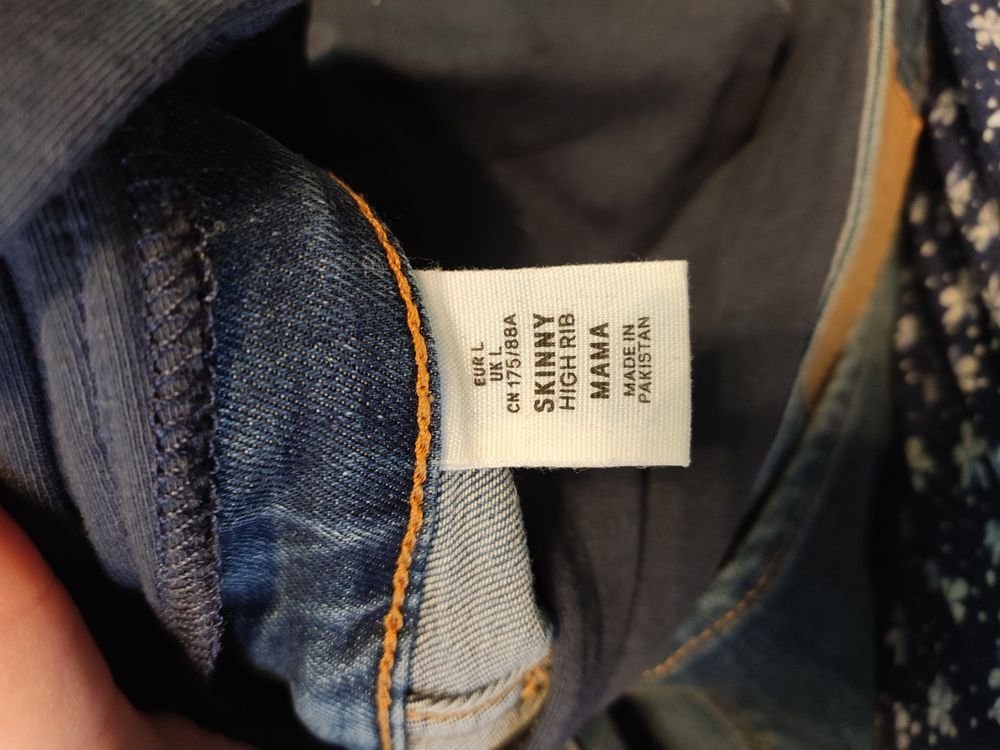 EUR L
UK L
CN 175/88A
SKINNY
HIGH RIB
MAMA
MADE IN
PAKISTAN